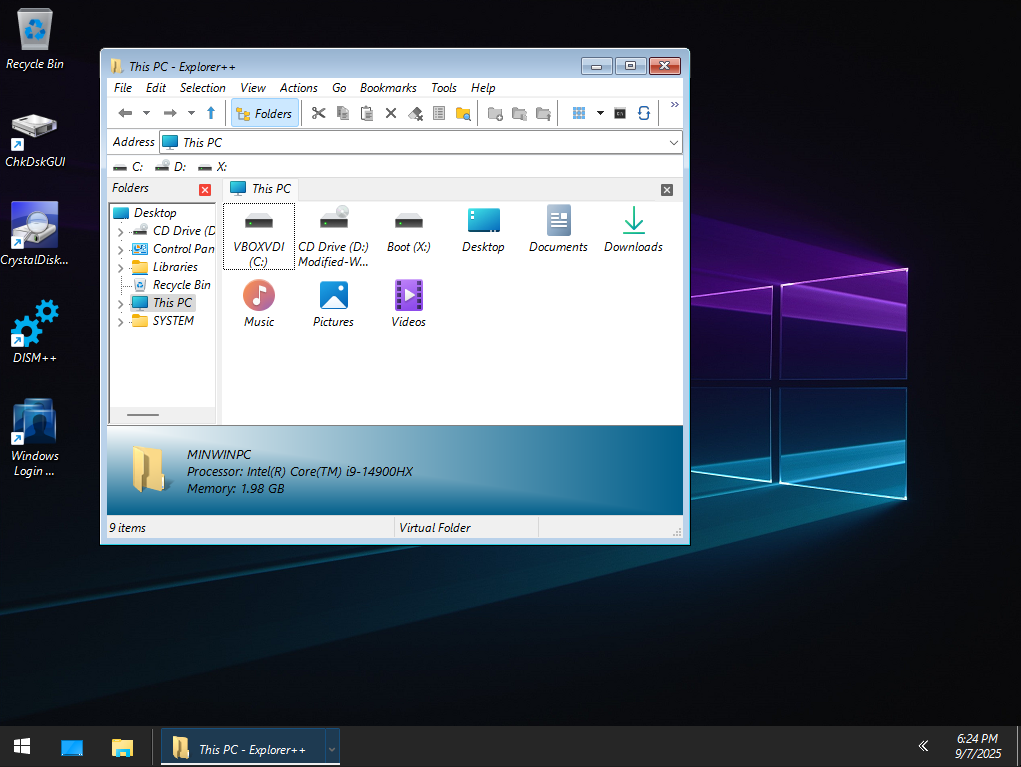 Recycle Bin
ChkDskGUI
CrystalDisk...
DISM++
Windows
Login ...
This PC - Explorer++
File Edit Selection View Actions Go Bookmarks Tools Help
Folders
Address This PC
C: D: X:
Folders
This PC
Desktop
CD Drive (D
Control Pan
Libraries
Recycle Bin
This PC
SYSTEM
VBOXVDI
(C:)
CD Drive (D:)
Modified-W...
Boot (X:)
Desktop
Documents
Downloads
Music
Pictures
Videos
MINWINPC
Processor: Intel(R) Core(TM) i9-14900HX
Memory: 1.98 GB
9 items
Virtual Folder
This PC - Explorer++
6:24 PM
9/7/2025